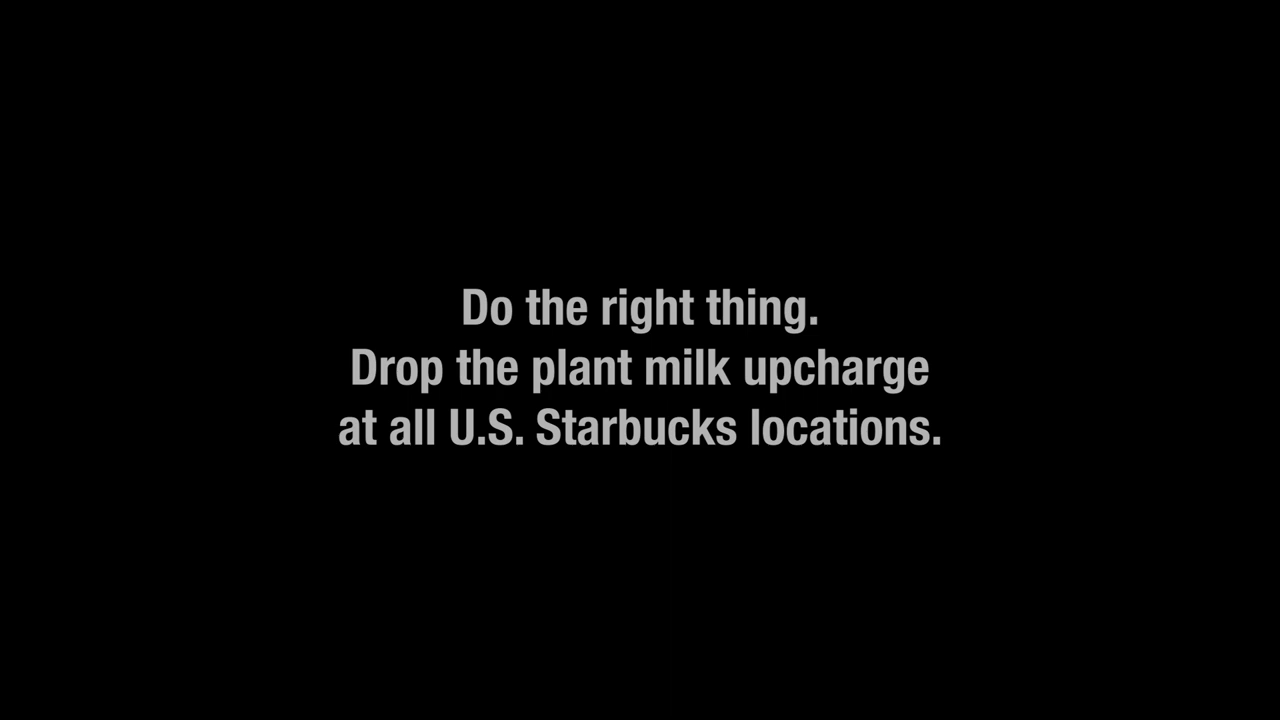 Do the right thing.
Drop the plant milk upcharge
at all U.S. Starbucks locations.